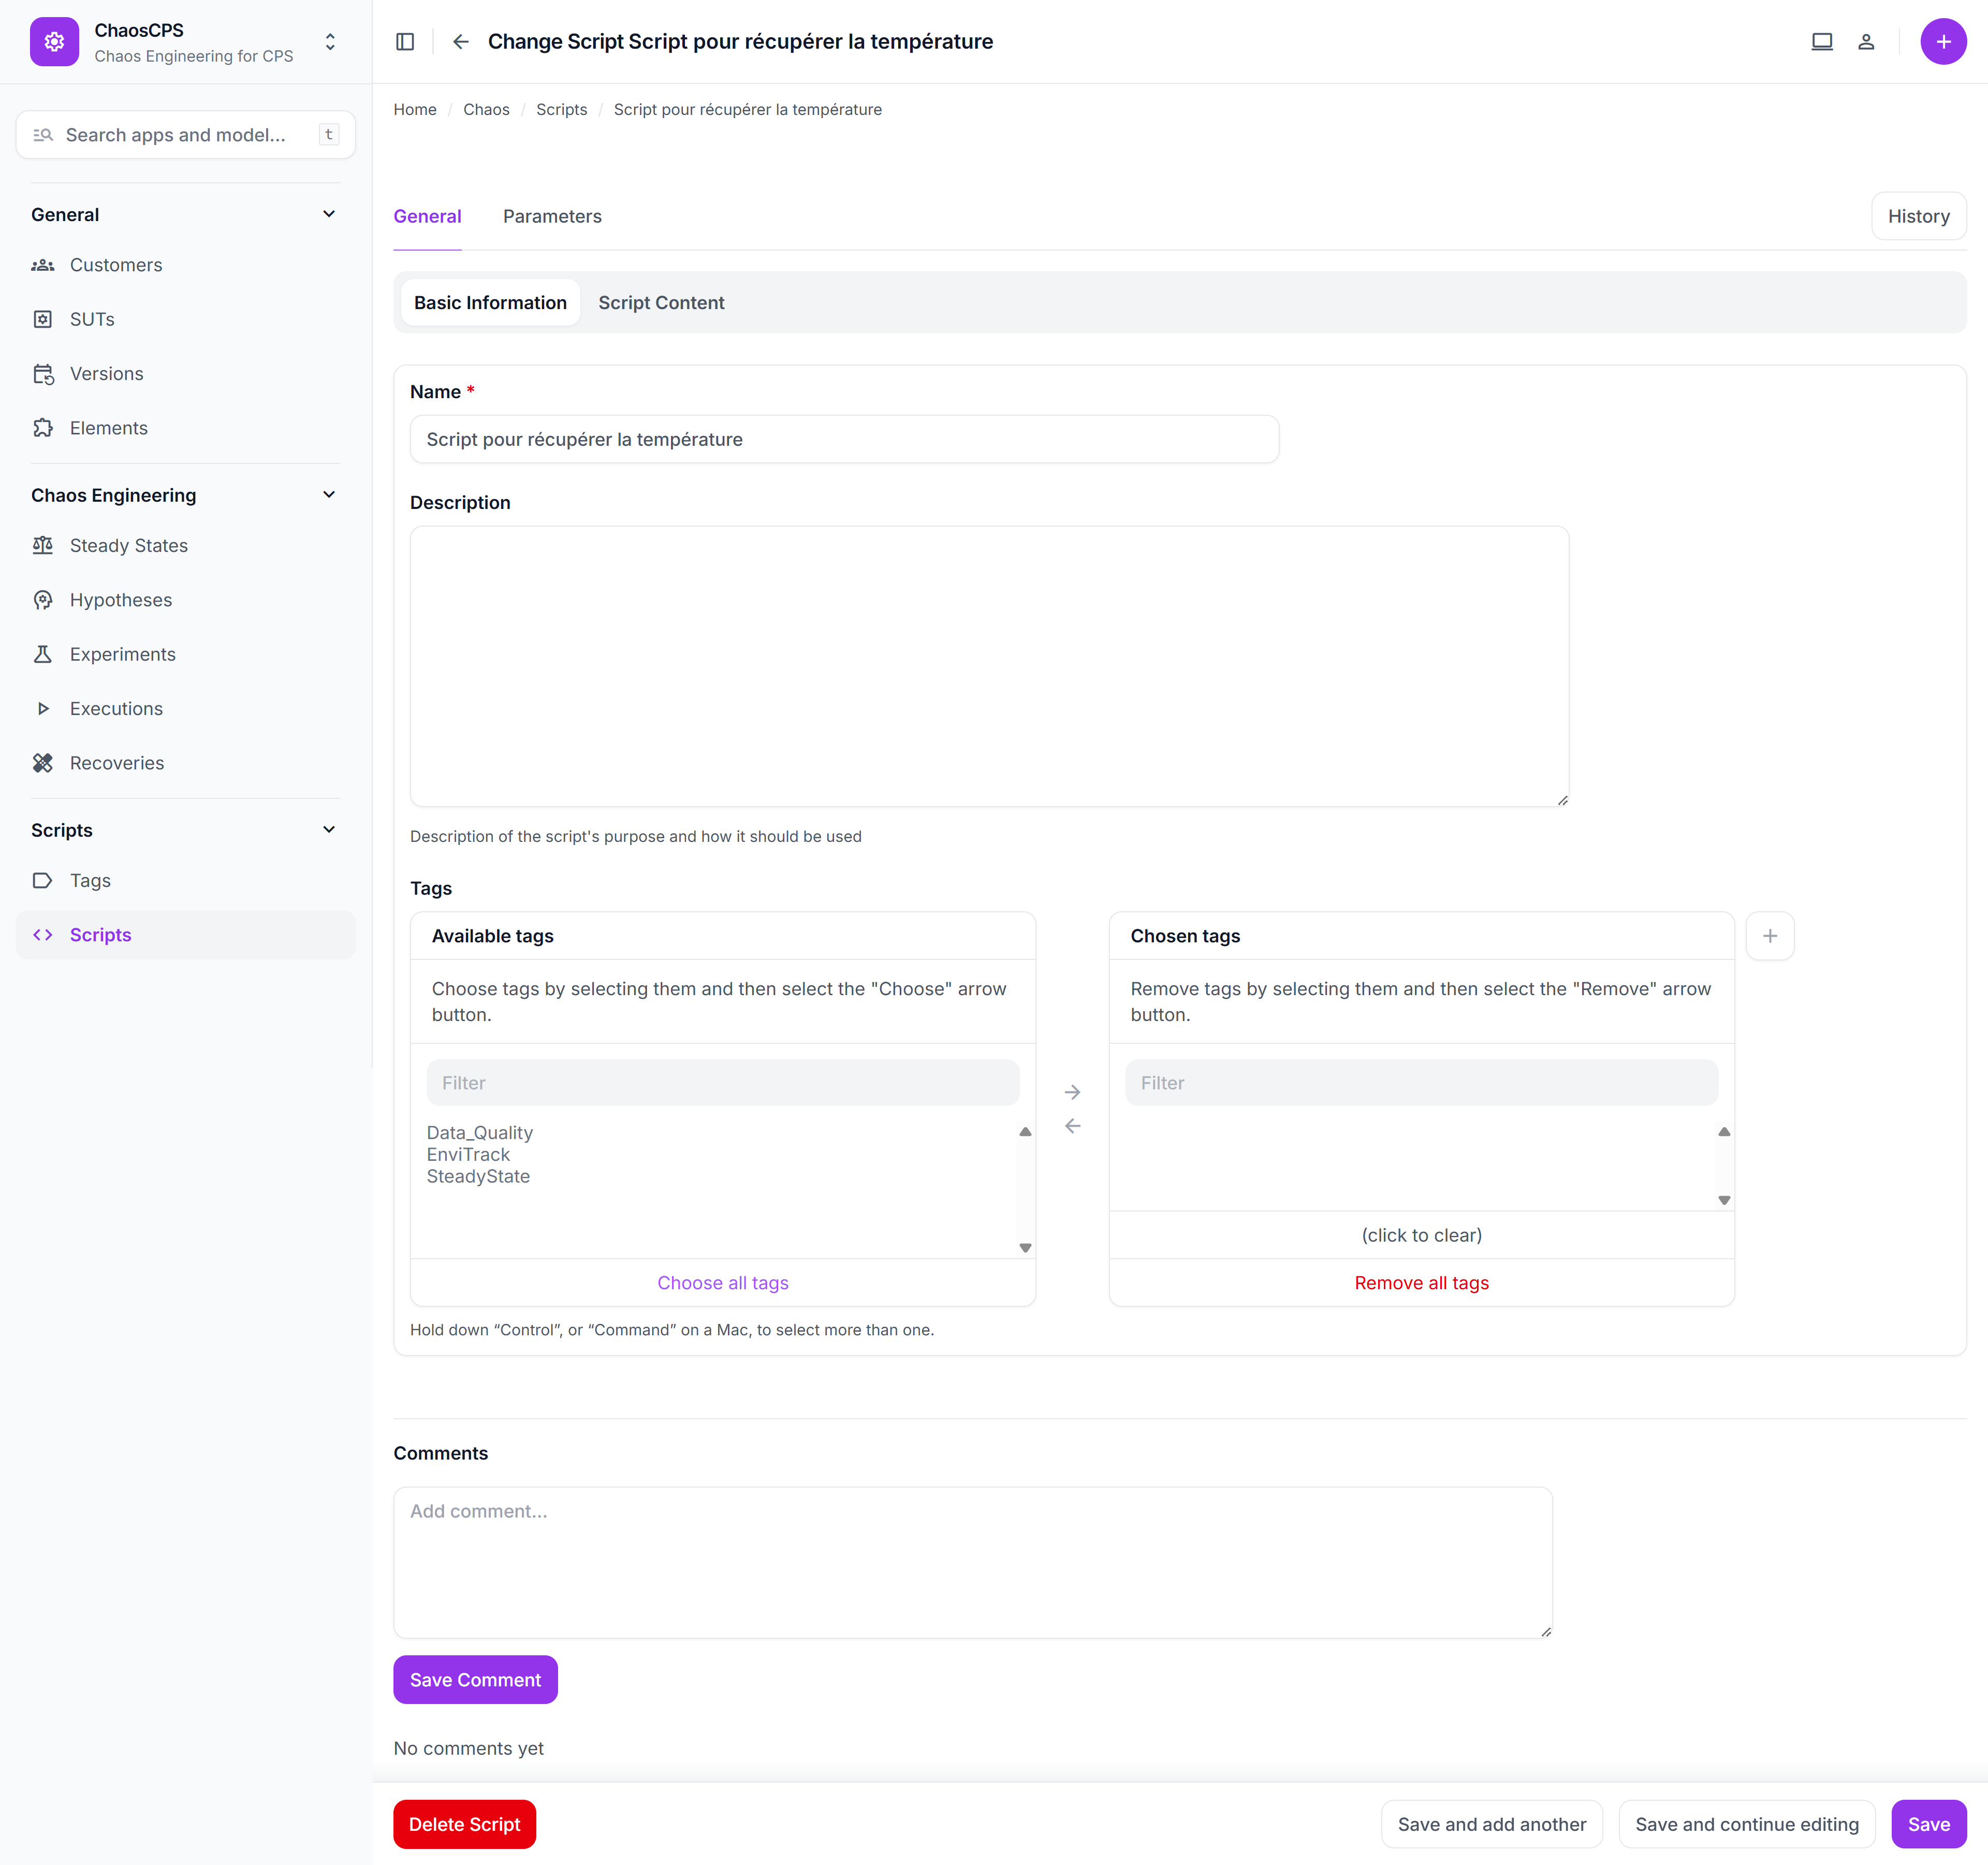 ChaosCPS
Chaos Engineering for CPS
Change Script Script pour récupérer la température
Search apps and model...
t
Home / Chaos / Scripts / Script pour récupérer la température
General
Customers
SUTs
Versions
Elements
Chaos Engineering
Steady States
Hypotheses
Experiments
Executions
Recoveries
Scripts
Tags
Scripts
General
Parameters
History
Basic Information
Script Content
Name *
Script pour récupérer la température
Description
Description of the script's purpose and how it should be used
Tags
Available tags
Choose tags by selecting them and then select the "Choose" arrow
button.
Filter
Data_Quality
EnviTrack
SteadyState
Choose all tags
Chosen tags
Remove tags by selecting them and then select the "Remove" arrow
button.
Filter
(click to clear)
Remove all tags
Hold down “Control”, or “Command” on a Mac, to select more than one.
Comments
Add comment...
Save Comment
No comments yet
Delete Script
Save and add another
Save and continue editing
Save